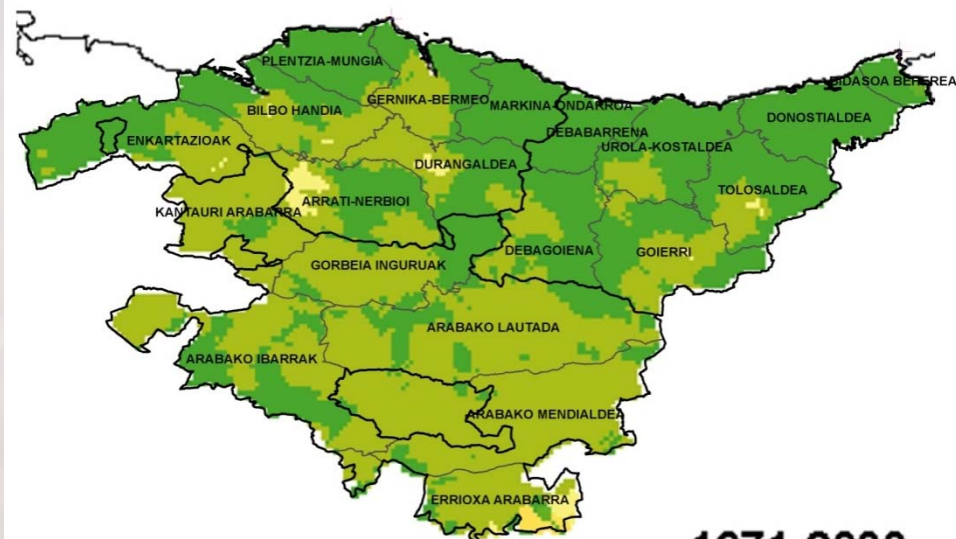 PLENTZIA-MUNGIA
BIDASOA BEHEREA
GERNIKA-BERMEO
BILBO HANDIA
MARKINA-ONDARROA
DONOSTIALDEA
DEBABARRENA
ENKARTAZIOAK
UROLA-KOSTALDEA
DURANGALDEA
TOLOSALDEA
ARRATI-NERBIOI
KANTAURI ARABARRA
DEBAGOIENA
GOIERRI
GORBEIA INGURUAK
ARABAKO LAUTADA
ARABAKO IBARRAK
ARABAKO MENDIALDEA
ERRIOXA ARABARRA